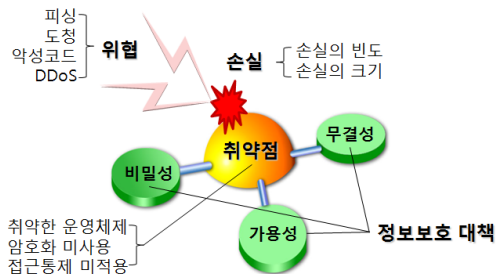 피싱
도청
악성코드
DDoS
위협
손실
손실의 빈도
손실의 크기
취약점
무결성
비밀성
가용성
정보보호 대책
취약한 운영체제
암호화 미사용
접근통제 미적용